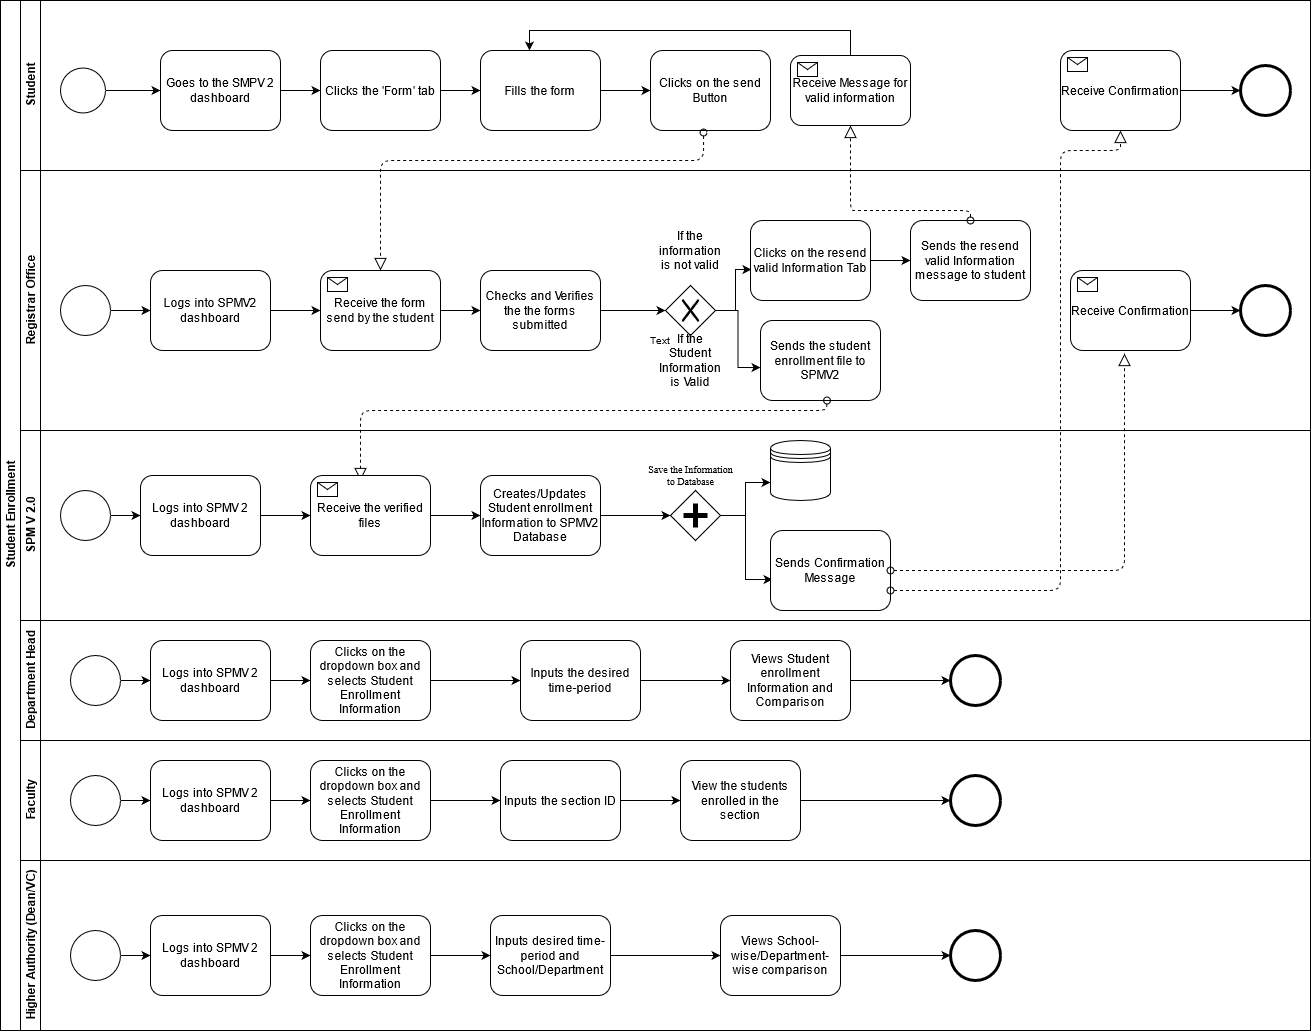 Student Enrollment
Student
Goes to the SMPV 2
dashboard
Clicks the 'Form' tab
Fills the form
Clicks on the send
Button
Receive Message for
valid information
Receive Confirmation
Registrar Office
Logs into SPMV2
dashboard
Receive the form
send by the student
Checks and Verifies
the the forms
submitted
If the
information
is not valid
Text
If the
Student
Information
is Valid
Clicks on the resend
valid Information Tab
Sends the resend
valid Information
message to student
Sends the student
enrollment file to
SPMV2
Receive Confirmation
SPM V 2.0
Logs into SPMV 2
dashboard
Receive the verified
files
Creates/Updates
Student enrollment
Information to SPMV2
Database
Save the Information
to Database
Sends Confirmation
Message
Department Head
Logs into SPMV 2
dashboard
Clicks on the
dropdown box and
selects Student
Enrollment
Information
Inputs the desired
time-period
Views Student
enrollment
Information and
Comparison
Faculty
Logs into SPMV 2
dashboard
Clicks on the
dropdown box and
selects Student
Enrollment
Information
Inputs the section ID
View the students
enrolled in the
section
Higher Authority (Dean/VC)
Logs into SPMV 2
dashboard
Clicks on the
dropdown box and
selects Student
Enrollment
Information
Inputs desired time-
period and
School/Department
Views School-
wise/Department-
wise comparison